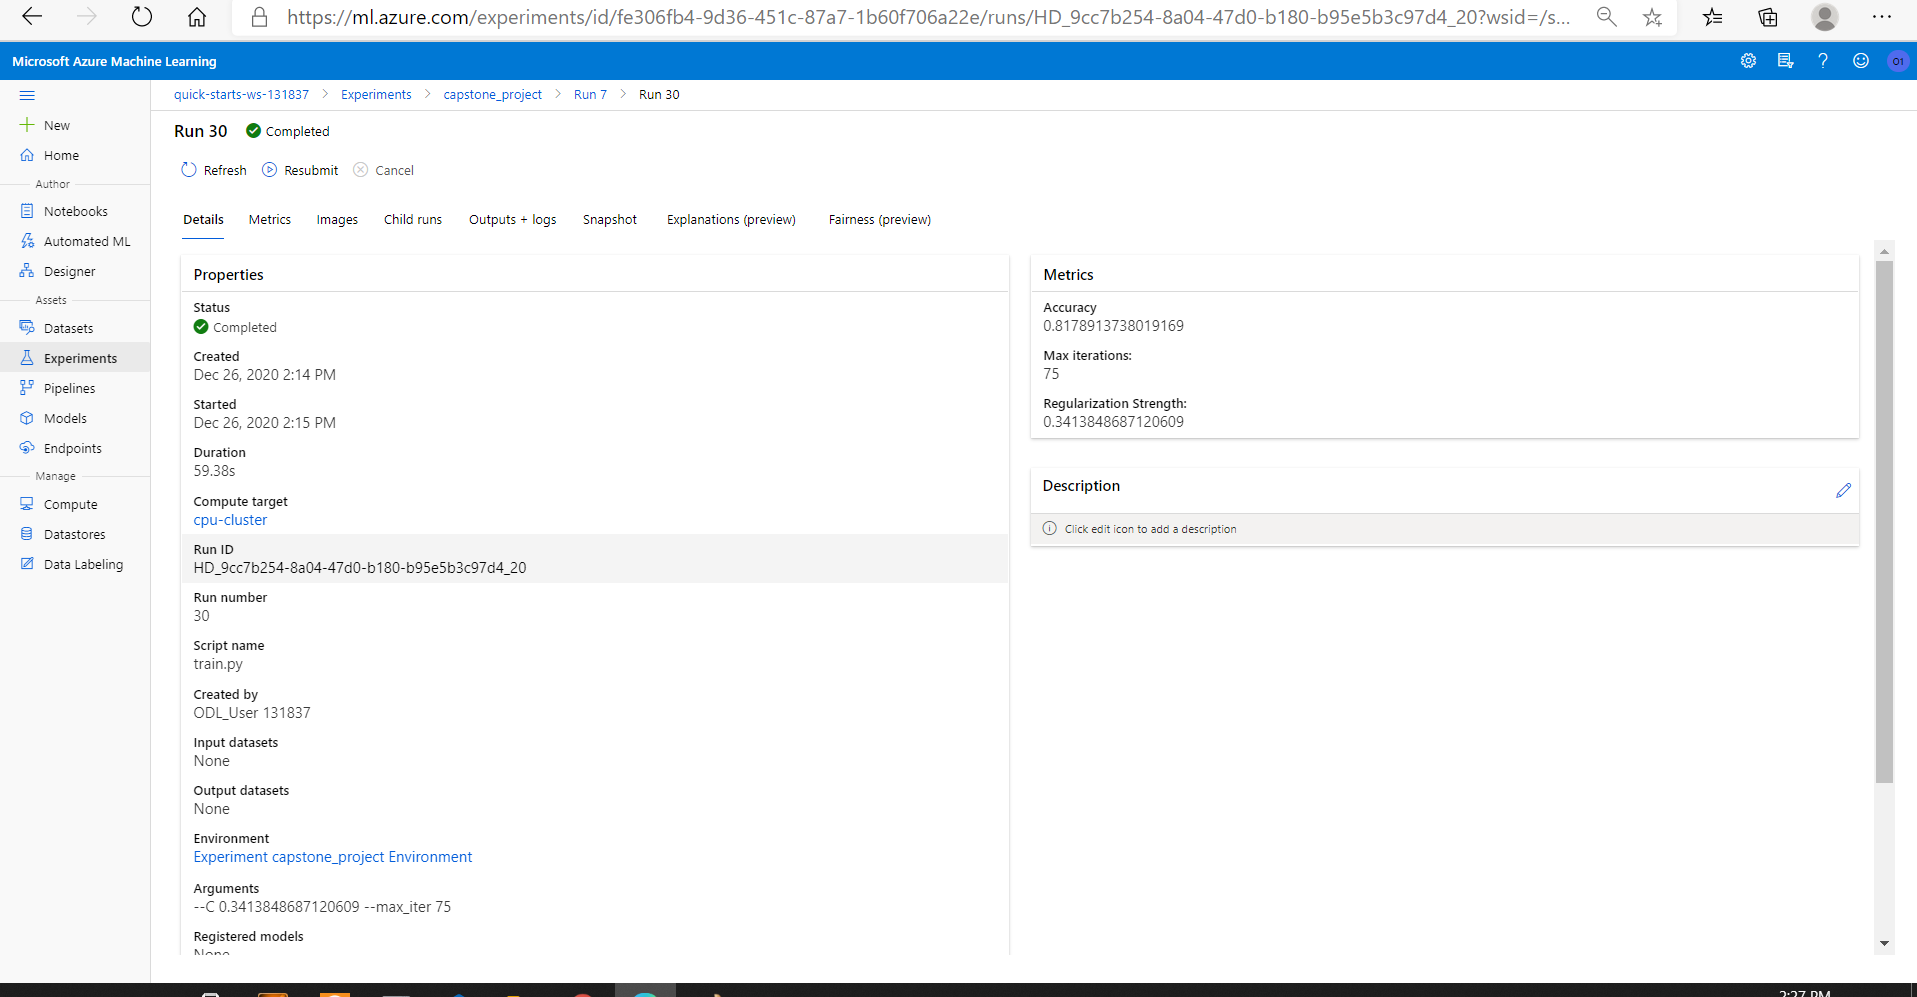 https://ml.azure.com/experiments/id/fe306fb4-9d36-451c-87a7-1b60f706a22e/runs/HD_9cc7b254-8a04-47d0-b180-b95e5b3c97d4_20?wsid=/s...
Microsoft Azure Machine Learning
O1
quick-starts-ws-131837 > Experiments > capstone_project > Run 7 > Run 30
New
Home
Author
Notebooks
Automated ML
Designer
Assets
Datasets
Experiments
Pipelines
Models
Endpoints
Manage
Compute
Datastores
Data Labeling
Run 30 Completed
Refresh Resubmit Cancel
Details Metrics Images Child runs Outputs + logs Snapshot Explanations (preview) Fairness (preview)
Properties
Status
Completed
Created
Dec 26, 2020 2:14 PM
Started
Dec 26, 2020 2:15 PM
Duration
59.38s
Compute target
cpu-cluster
Run ID
HD_9cc7b254-8a04-47d0-b180-b95e5b3c97d4_20
Run number
30
Script name
train.py
Created by
ODL_User 131837
Input datasets
None
Output datasets
None
Environment
Experiment capstone_project Environment
Arguments
--C 0.3413848687120609 --max_iter 75
Registered models
None
Metrics
Accuracy
0.8178913738019169
Max iterations:
75
Regularization Strength:
0.3413848687120609
Description
Click edit icon to add a description
2:27 PM